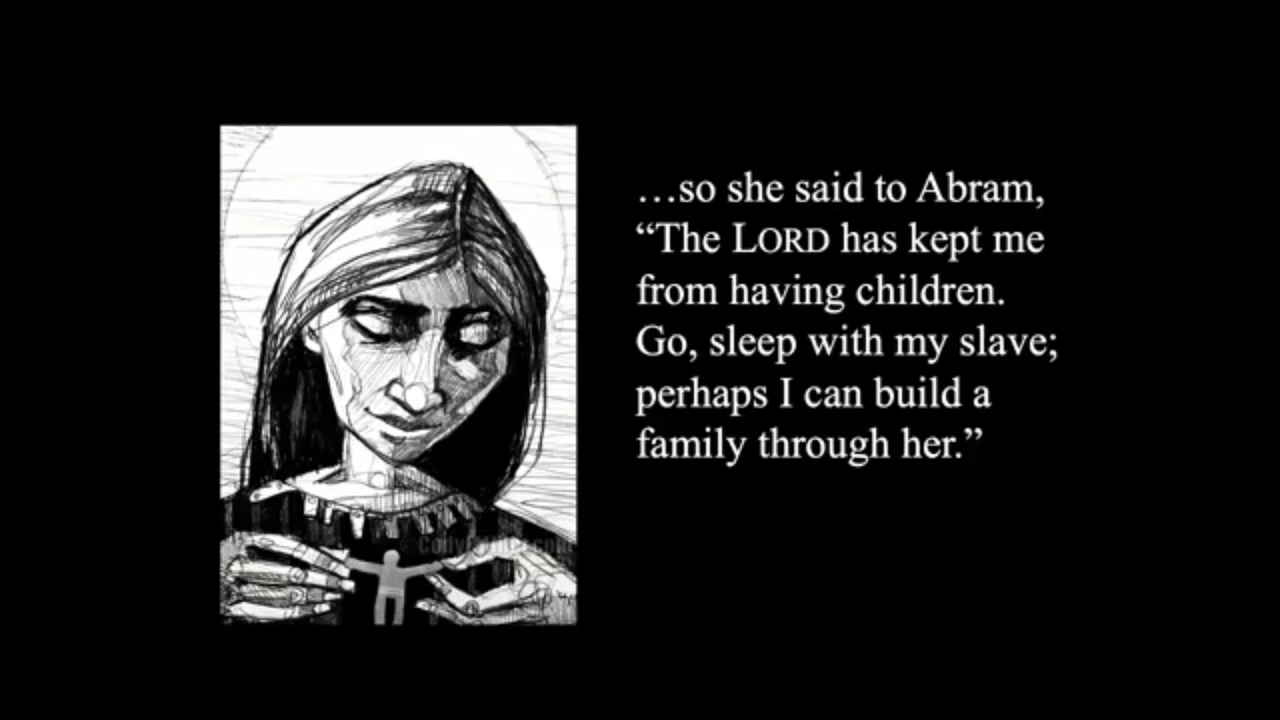 …so she said to Abram,
“The LORD has kept me
from having children.
Go, sleep with my slave;
perhaps I can build a
family through her.”